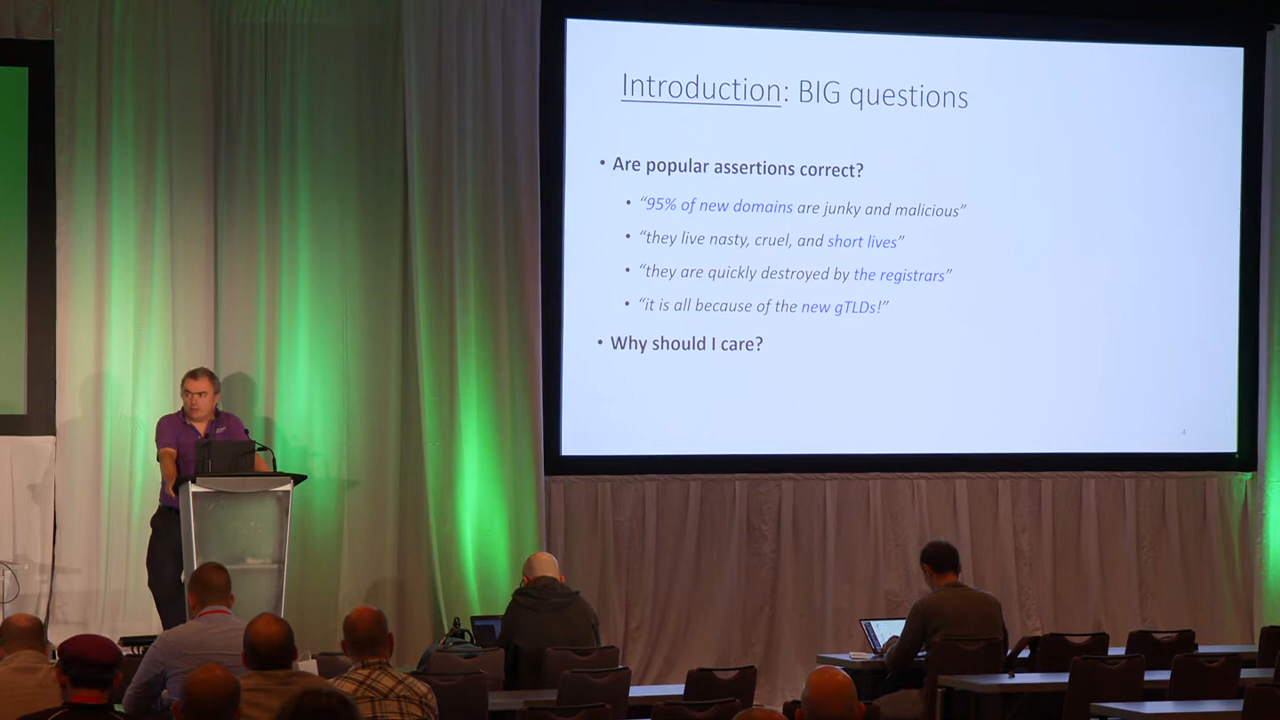 Introduction: BIG questions
• Are popular assertions correct?
• “95% of new domains are junky and malicious”
• “they live nasty, cruel, and short lives”
• “they are quickly destroyed by the registrars”
• “it is all because of the new gTLDs!”
• Why should I care?
4